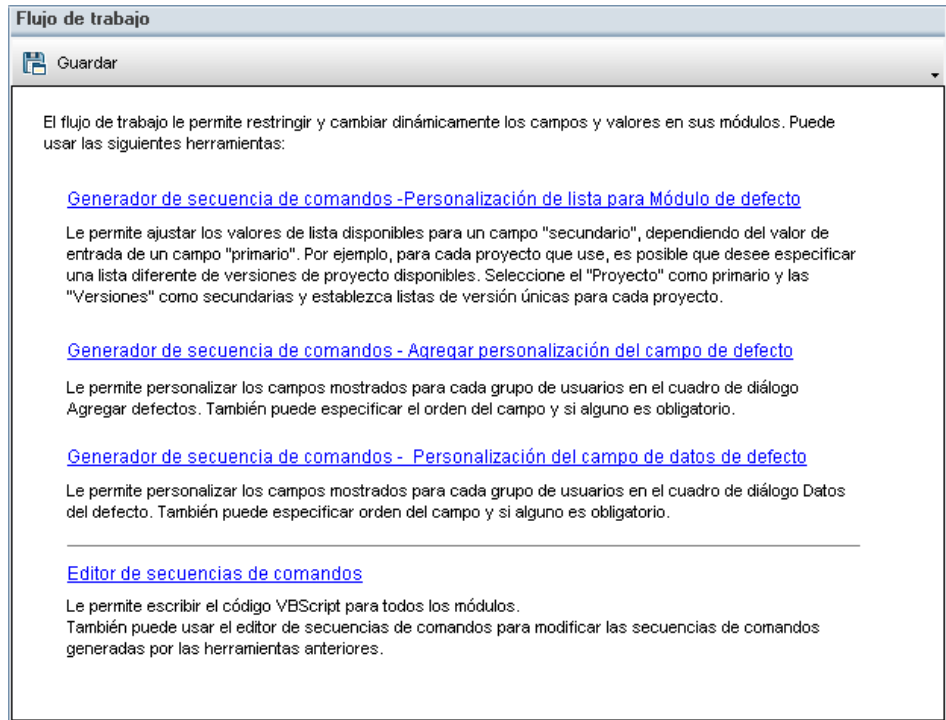 Flujo de trabajo
Guardar
El flujo de trabajo le permite restringir y cambiar dinámicamente los campos y valores en sus módulos. Puede
usar las siguientes herramientas:
Generador de secuencia de comandos -Personalización de lista para Módulo de defecto
Le permite ajustar los valores de lista disponibles para un campo "secundario", dependiendo del valor de
entrada de un campo "primario". Por ejemplo, para cada proyecto que use, es posible que desee especificar
una lista diferente de versiones de proyecto disponibles. Seleccione el "Proyecto" como primario y las
"Versiones" como secundarias y establezca listas de versión únicas para cada proyecto.
Generador de secuencia de comandos - Agregar personalización del campo de defecto
Le permite personalizar los campos mostrados para cada grupo de usuarios en el cuadro de diálogo
Agregar defectos. También puede especificar el orden del campo y si alguno es obligatorio.
Generador de secuencia de comandos -  Personalización del campo de datos de defecto
Le permite personalizar los campos mostrados para cada grupo de usuarios en el cuadro de diálogo Datos
del defecto. También puede especificar orden del campo y si alguno es obligatorio.
Editor de secuencias de comandos
Le permite escribir el código VBScript para todos los módulos.
También puede usar el editor de secuencias de comandos para modificar las secuencias de comandos
generadas por las herramientas anteriores.